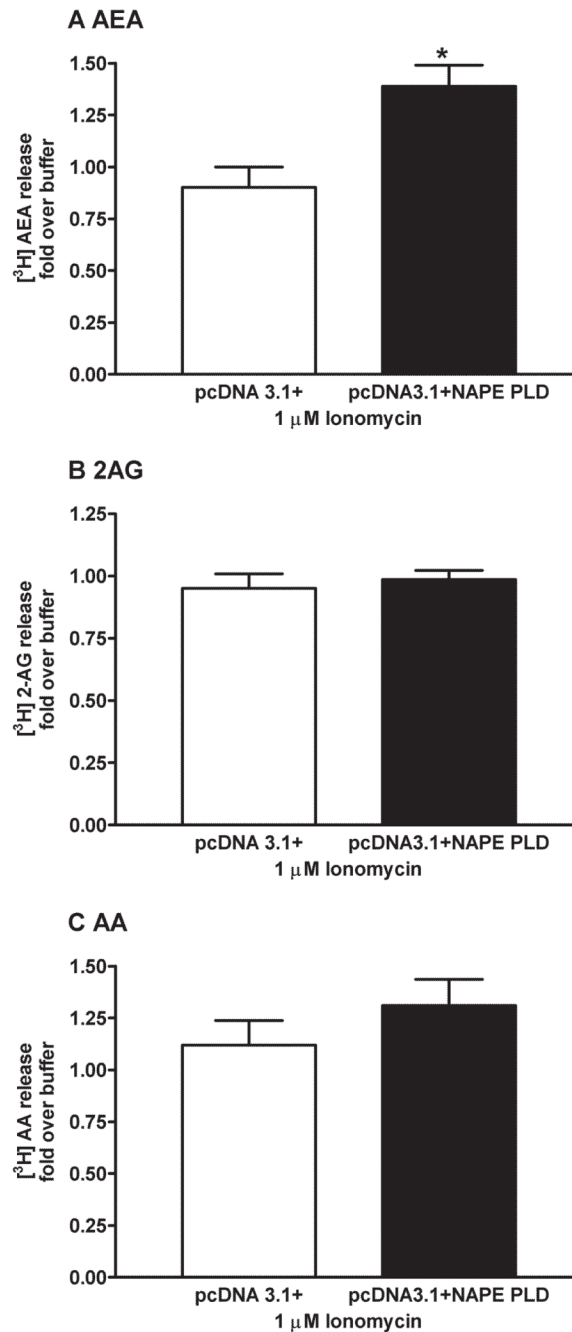 A AEA
[³H] AEA release
fold over buffer
1.50
*
1.25
1.00
0.75
0.50
0.25
0.00
pcDNA 3.1+ pcDNA3.1+NAPE PLD
1 μM Ionomycin
B 2AG
[³H] 2-AG release
fold over buffer
1.25
1.00
0.75
0.50
0.25
0.00
pcDNA 3.1+ pcDNA3.1+NAPE PLD
1 μM Ionomycin
C AA
[³H] AA release
fold over buffer
1.50
1.25
1.00
0.75
0.50
0.25
0.00
pcDNA 3.1+ pcDNA3.1+NAPE PLD
1 μM Ionomycin